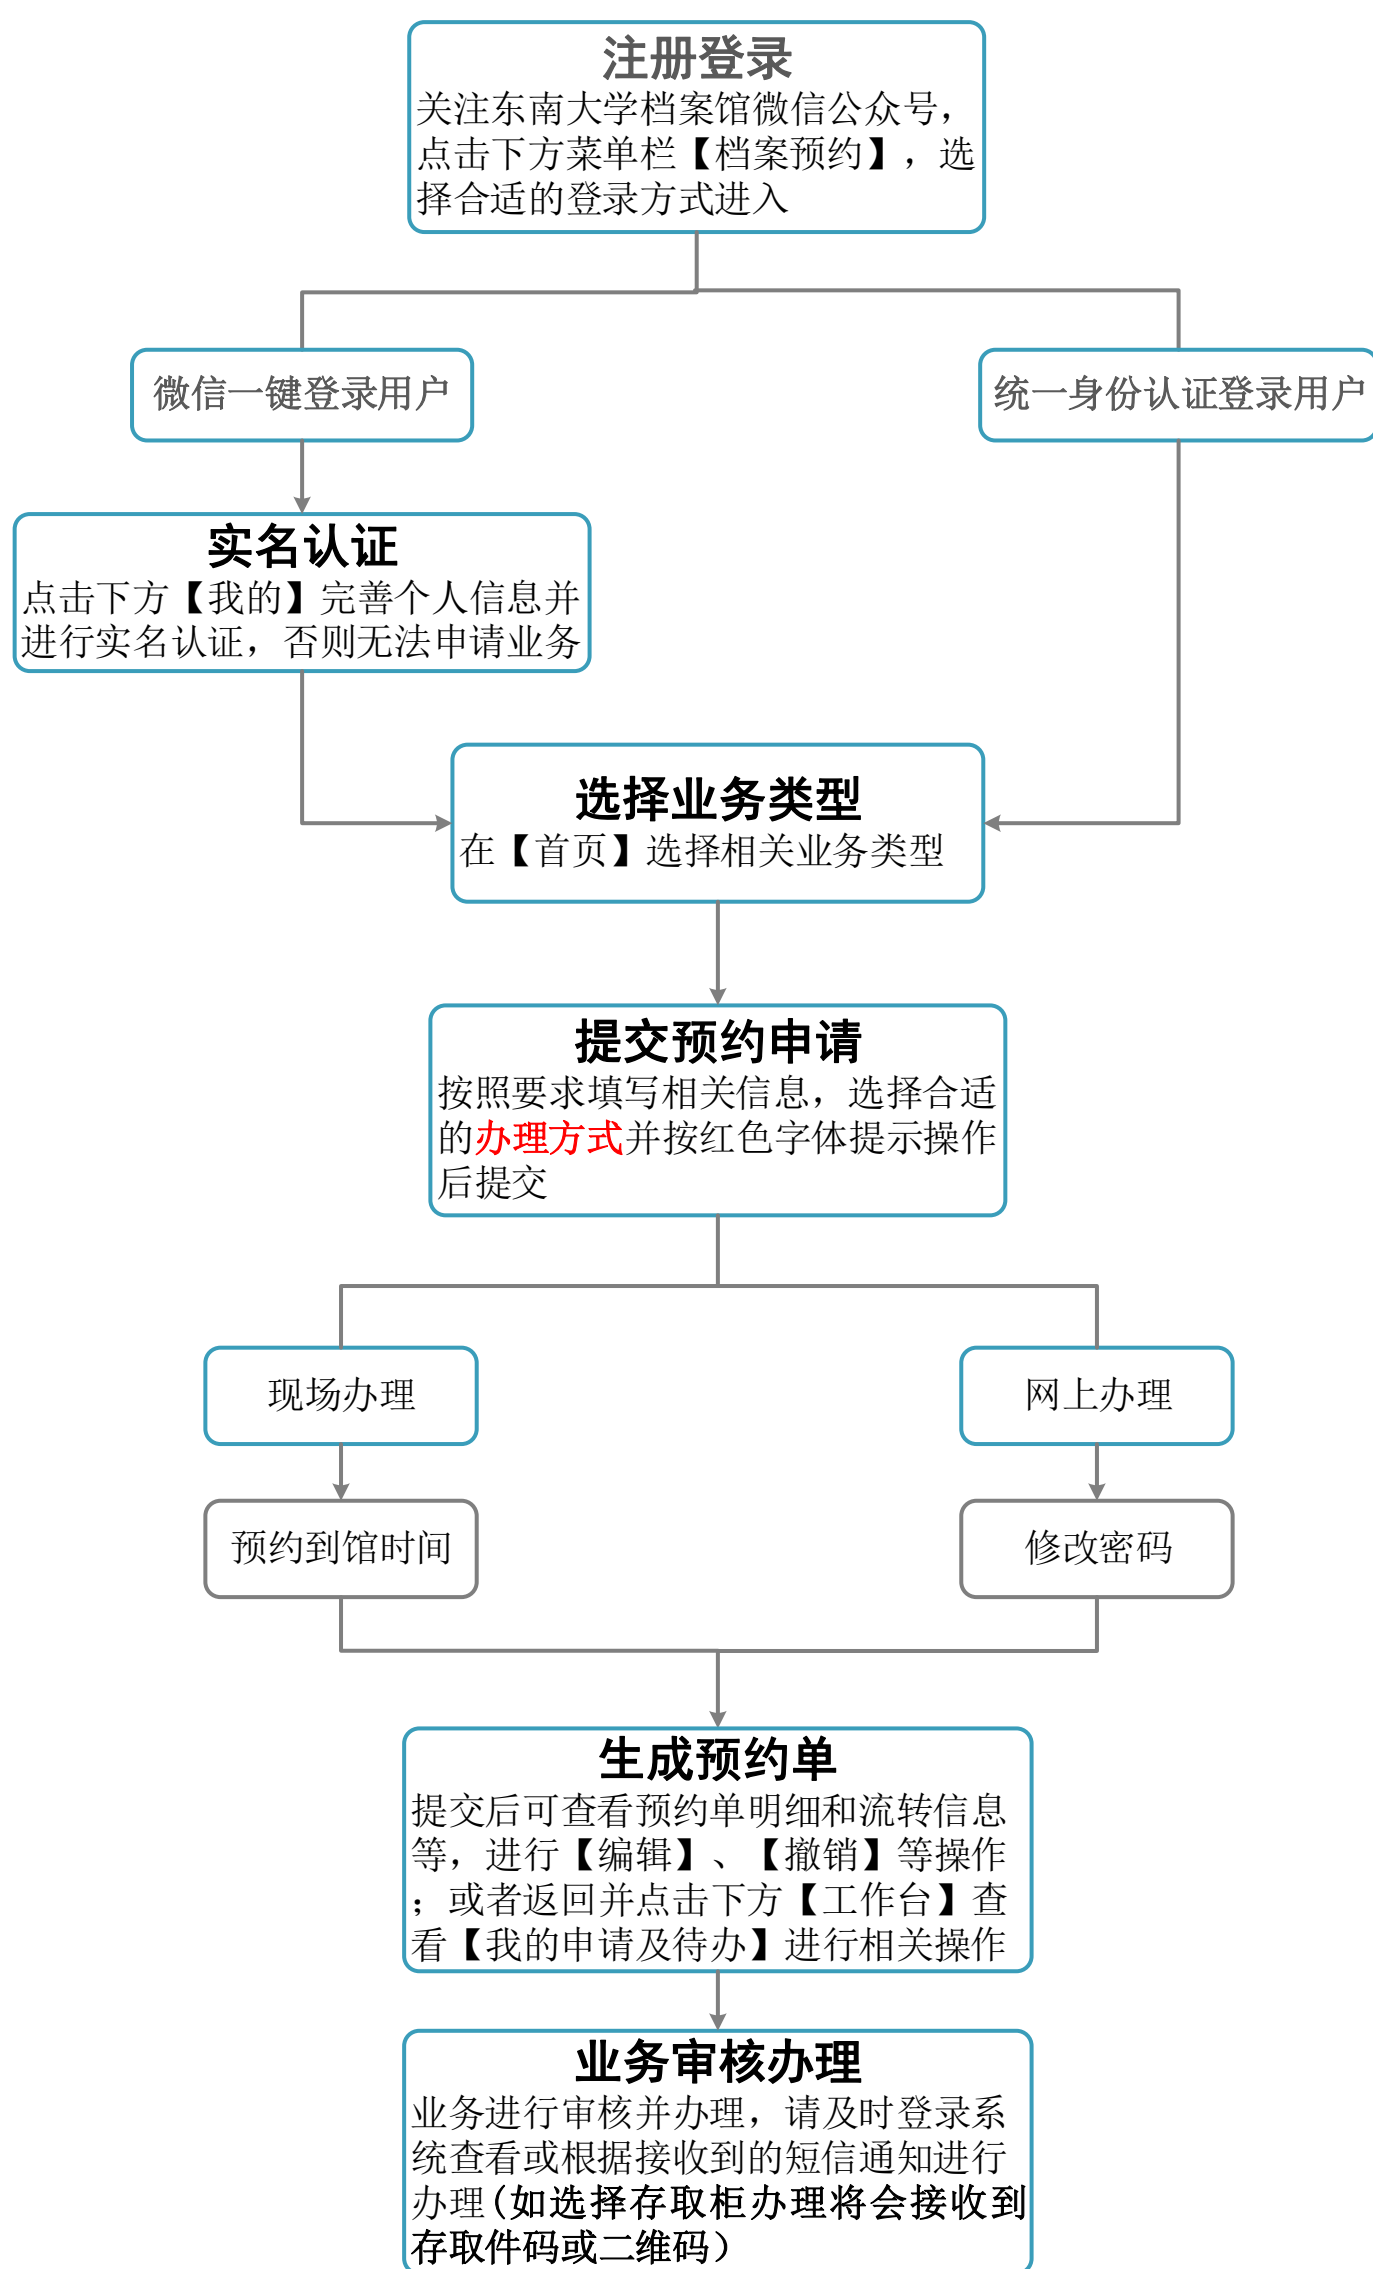 注册登录
关注东南大学档案馆微信公众号，
点击下方菜单栏【档案预约】，选
择合适的登录方式进入
微信一键登录用户
统一身份认证登录用户
实名认证
点击下方【我的】完善个人信息并
进行实名认证，否则无法申请业务
选择业务类型
在【首页】选择相关业务类型
提交预约申请
按照要求填写相关信息，选择合适
的办理方式并按红色字体提示操作
后提交
现场办理
网上办理
预约到馆时间
修改密码
生成预约单
提交后可查看预约单明细和流转信息
等，进行【编辑】、【撤销】等操作
；或者返回并点击下方【工作台】查
看【我的申请及待办】进行相关操作
业务审核办理
业务进行审核并办理，请及时登录系
统查看或根据接收到的短信通知进行
办理(如选择存取柜办理将会接收到
存取件码或二维码）